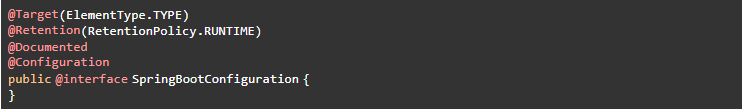 @Target(ElementType.TYPE)
@Retention(RetentionPolicy.RUNTIME)
@Documented
@Configuration
public @interface SpringBootConfiguration {
}